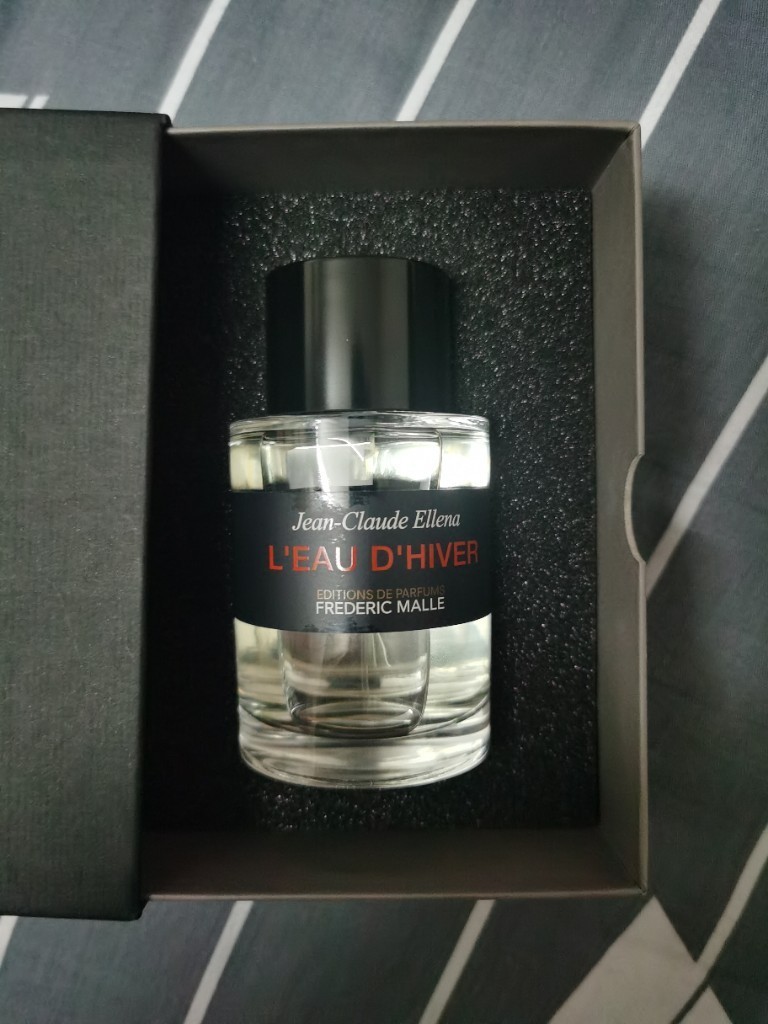 Jean-Claude Ellena
L'EAU D'HIVER
EDITIONS DE PARFUMS
FREDERIC MALLE